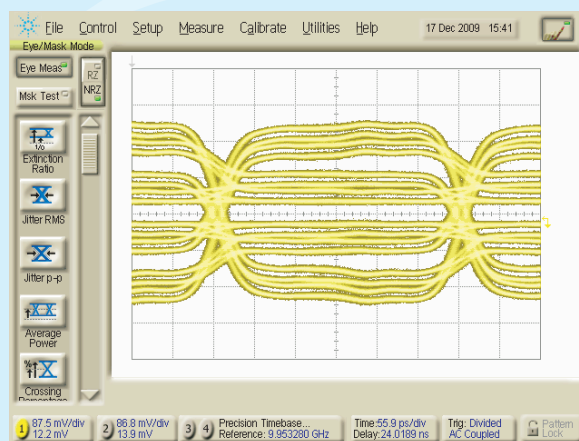 File Control Setup Measure Calibrate Utilities Help 17 Dec 2009 15:41
Eye/Mask Mode
Eye Meas
RZ
NRZ
Msk Test
1/0
Extinction
Ratio
Jitter RMS
Jitter p-p
Average
Power
%
Crossing
Percentage
1 87.5 mV/div 2 86.8 mV/div 3 4 Precision Timebase... Time:55.9 ps/div Trig: Divided Pattern
12.2 mV 13.9 mV Reference: 9.953280 GHz Delay:24.0189 ns AC Coupled Lock